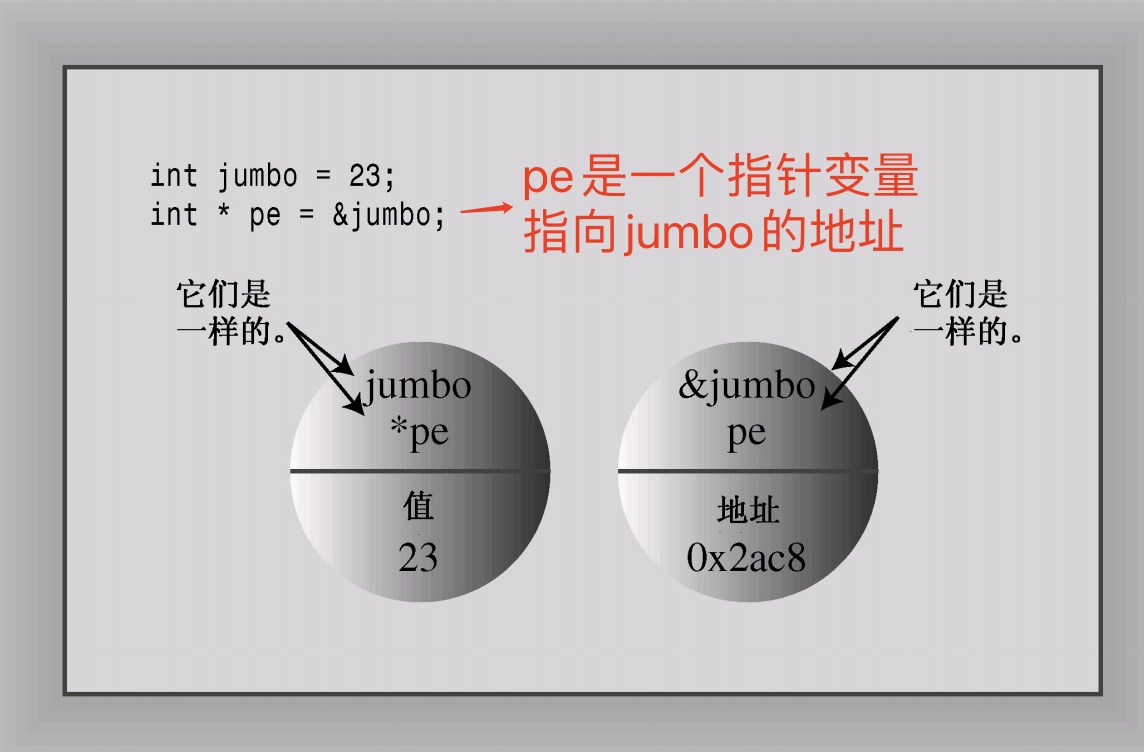 int jumbo = 23;
int * pe = &jumbo;
pe是一个指针变量
指向jumbo的地址
它们是
一样的。
它们是
一样的。
jumbo
*pe
值
23
&jumbo
pe
地址
0x2ac8